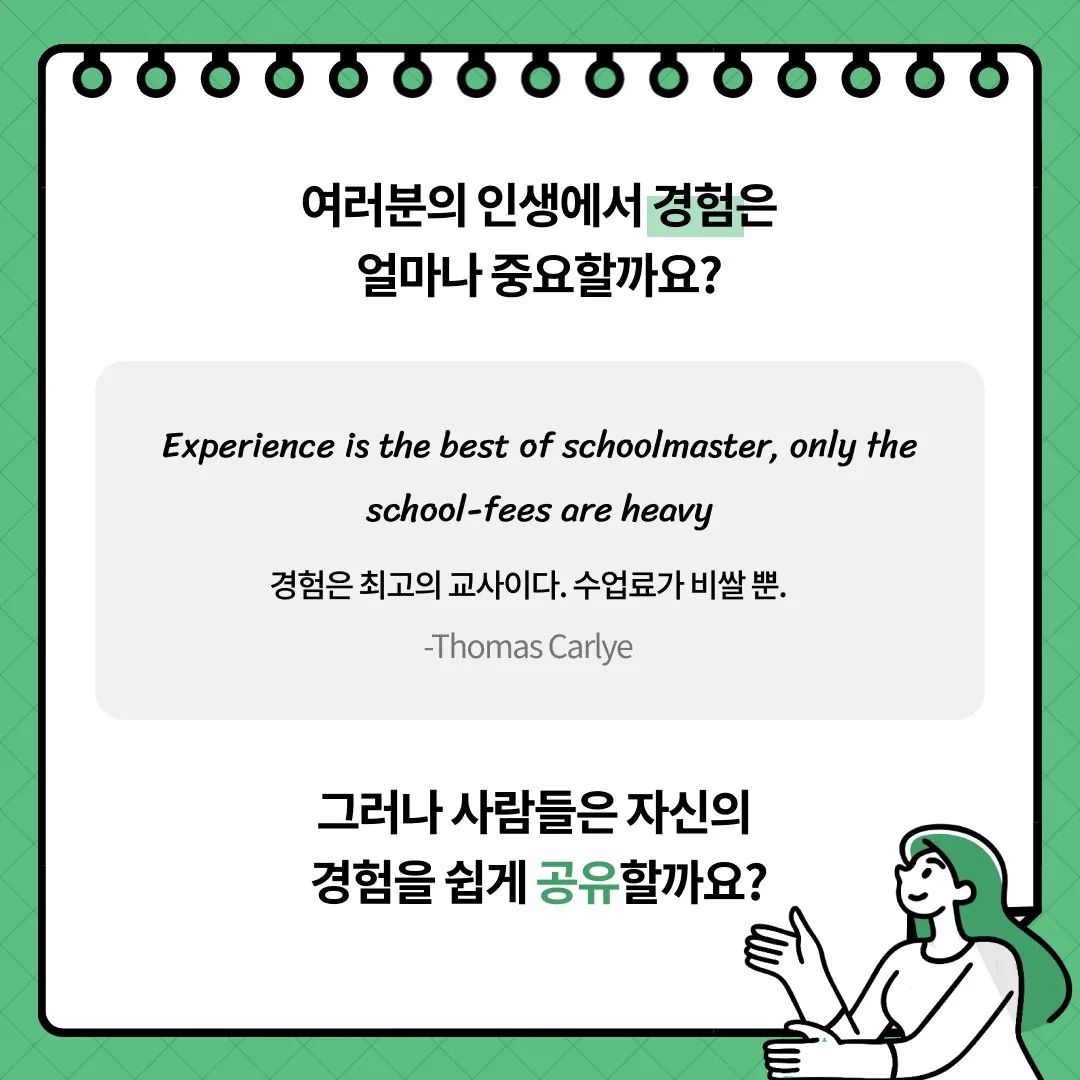 여러분의 인생에서 경험은
얼마나 중요할까요?
Experience is the best of schoolmaster, only the
school-fees are heavy
경험은 최고의 교사이다. 수업료가 비쌀 뿐.
-Thomas Carlye
그러나 사람들은 자신의
경험을 쉽게 공유할까요?